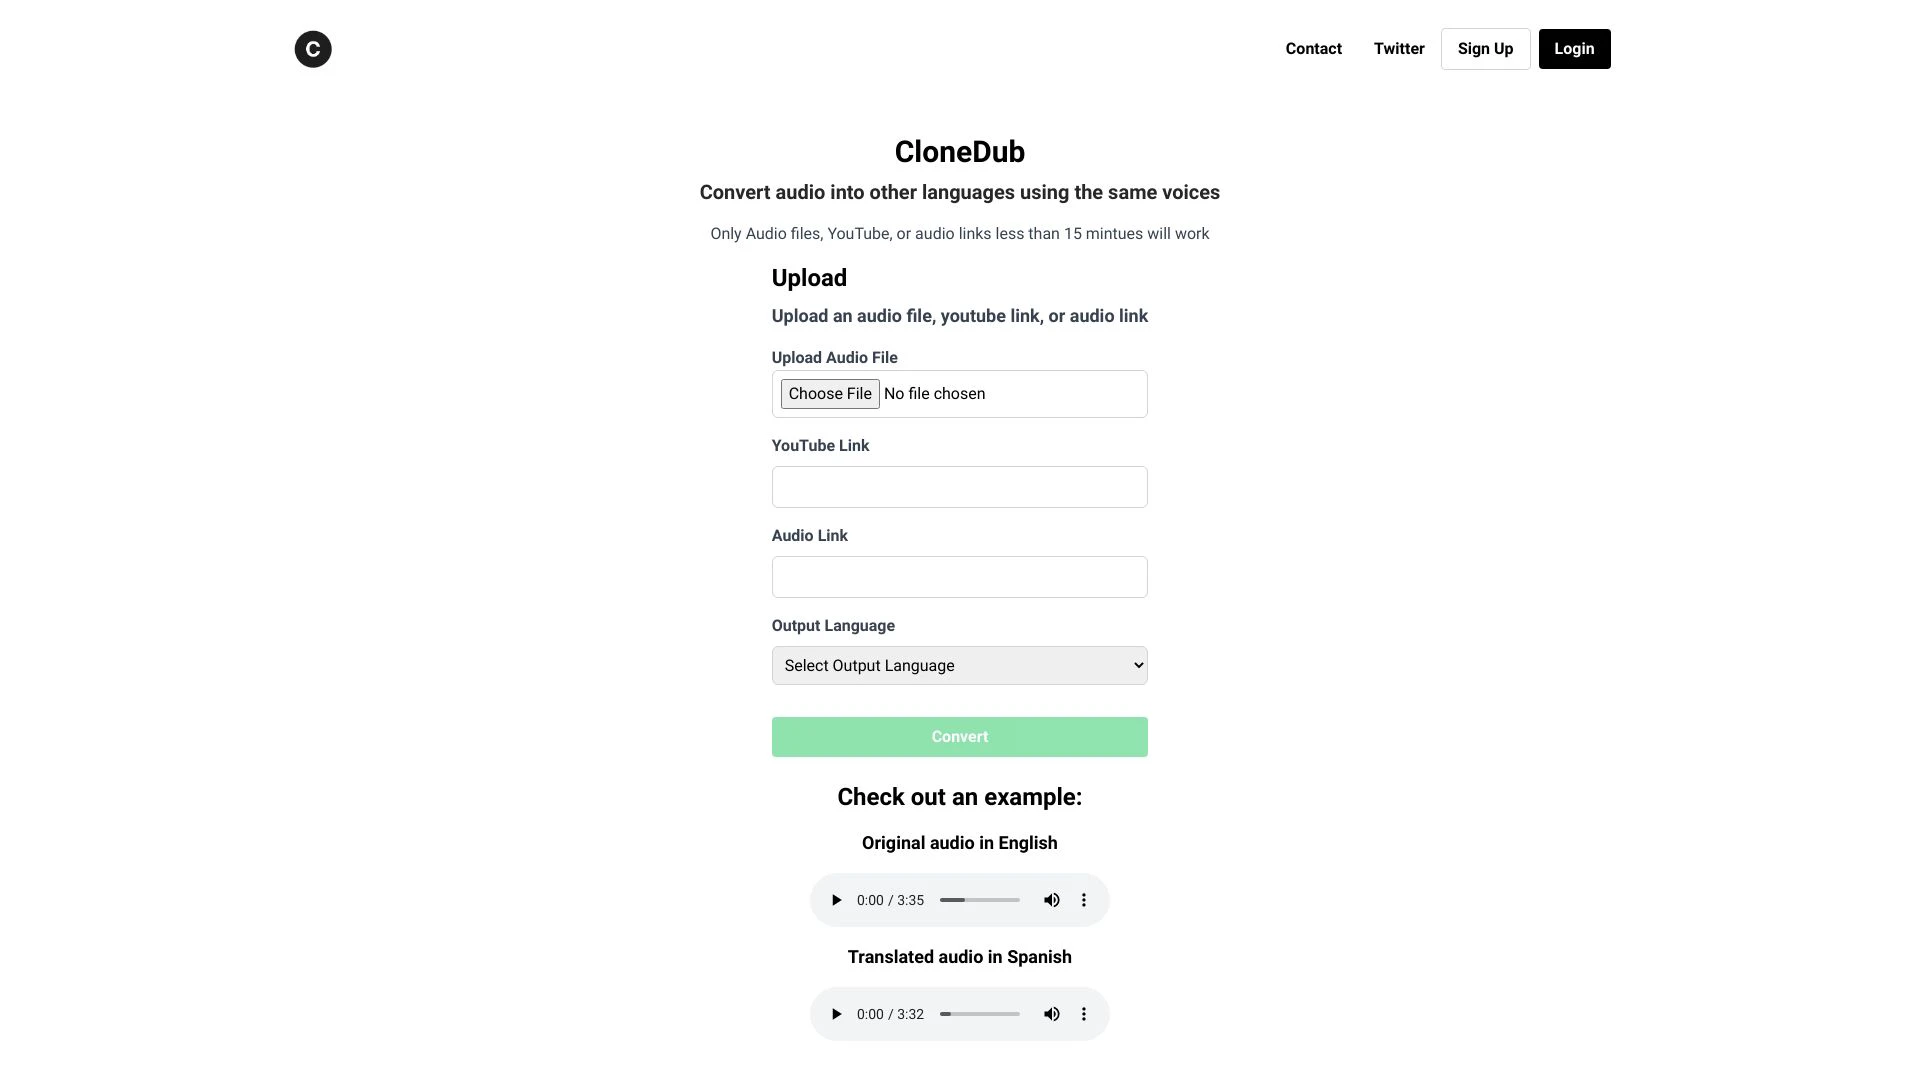 C
Contact
Twitter
Sign Up
Login
CloneDub
Convert audio into other languages using the same voices
Only Audio files, YouTube, or audio links less than 15 mintues will work
Upload
Upload an audio file, youtube link, or audio link
Upload Audio File
Choose File No file chosen
YouTube Link
Audio Link
Output Language
Select Output Language
Convert
Check out an example:
Original audio in English
0:00 / 3:35
Translated audio in Spanish
0:00 / 3:32